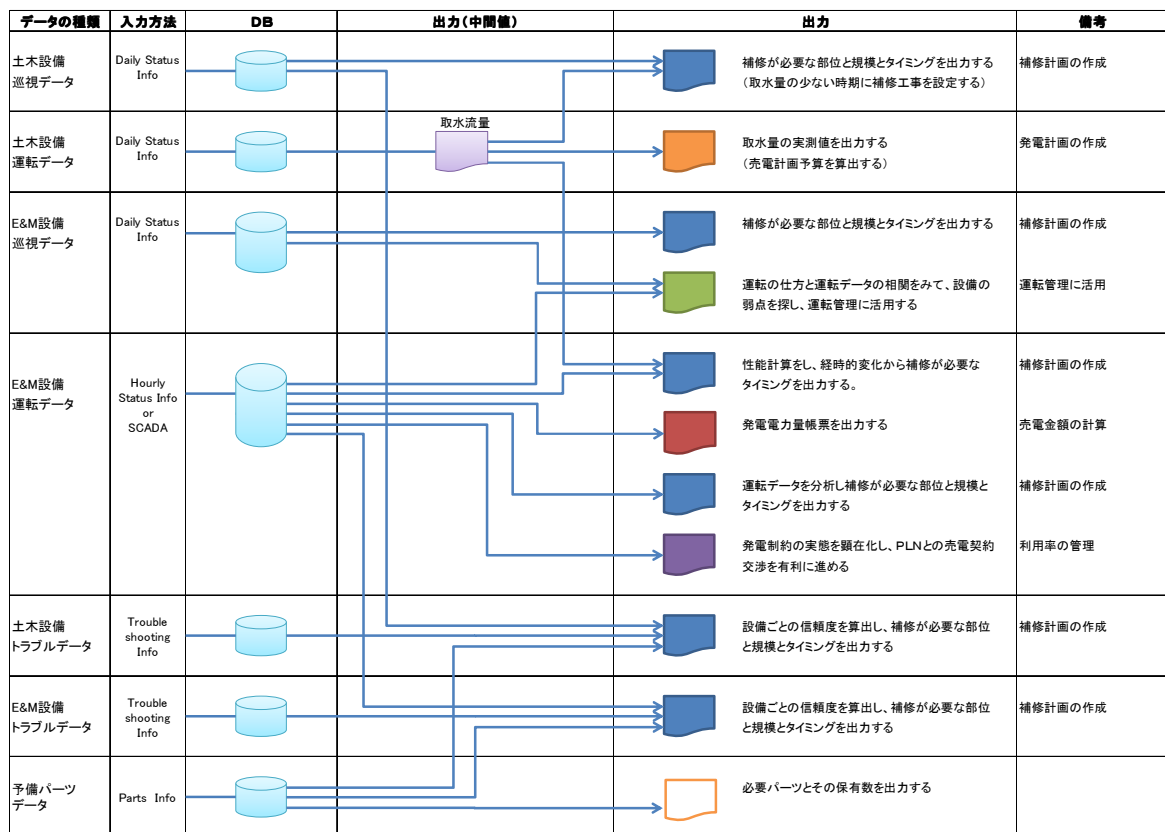 データの種類 入力方法 DB 出力(中間値) 出力 備考
土木設備
巡視データ
Daily Status
Info
補修が必要な部位と規模とタイミングを出力する
(取水量の少ない時期に補修工事を設定する)
補修計画の作成
土木設備
運転データ
Daily Status
Info
取水流量
取水量の実測値を出力する
(売電計画予算を算出する)
発電計画の作成
E&M設備
巡視データ
Daily Status
Info
補修が必要な部位と規模とタイミングを出力する
補修計画の作成
運転の仕方と運転データの相関をみて、設備の
弱点を探し、運転管理に活用する
運転管理に活用
E&M設備
運転データ
Hourly
Status Info
or
SCADA
性能計算をし、経時的変化から補修が必要な
タイミングを出力する。
補修計画の作成
発電電力量帳票を出力する
売電金額の計算
運転データを分析し補修が必要な部位と規模と
タイミングを出力する
補修計画の作成
発電制約の実態を顕在化し、PLNとの売電契約
交渉を有利に進める
利用率の管理
土木設備
トラブルデータ
Trouble
shooting
Info
設備ごとの信頼度を算出し、補修が必要な部位
と規模とタイミングを出力する
補修計画の作成
E&M設備
トラブルデータ
Trouble
shooting
Info
設備ごとの信頼度を算出し、補修が必要な部位
と規模とタイミングを出力する
補修計画の作成
予備パーツ
データ
Parts Info
必要パーツとその保有数を出力する